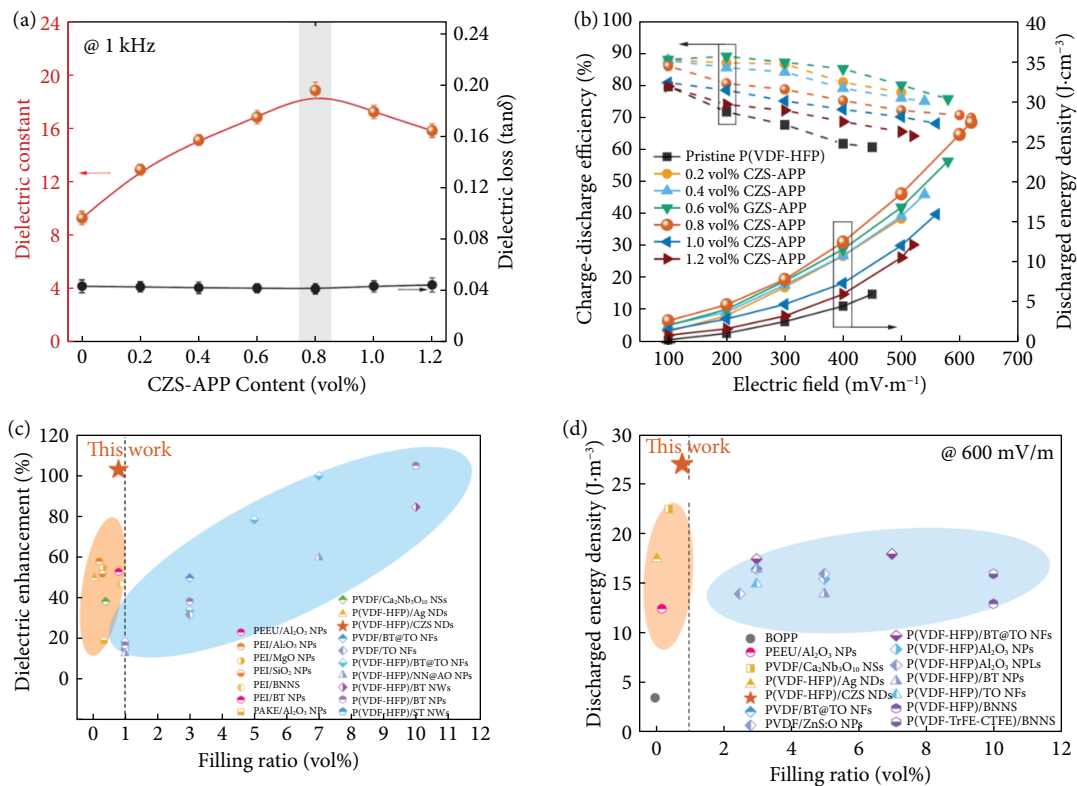 (a)
@ 1 kHz
24
20
16
12
8
4
0
Dielectric constant
0.24
0.20
0.16
0.12
0.08
0.04
0
Dielectric loss (tanδ)
0 0.2 0.4 0.6 0.8 1.0 1.2
CZS-APP Content (vol%)
(b)
100
90
80
70
60
50
40
30
20
10
0
Charge-discharge efficiency (%)
Pristine P(VDF-HFP)
0.2 vol% CZS-APP
0.4 vol% CZS-APP
0.6 vol% GZS-APP
0.8 vol% CZS-APP
1.0 vol% CZS-APP
1.2 vol% CZS-APP
40
35
30
25
20
15
10
5
0
Discharged energy density (J·cm⁻³)
100 200 300 400 500 600 700
Electric field (mV·m⁻¹)
(c)
This work
120
100
80
60
40
20
0
Dielectric enhancement (%)
PEEU/Al₂O₃ NPs
PEI/Al₂O₃ NPs
PEI/MgO NPs
PEI/SiO₂ NPs
PEI/BNNS
PEI/BT NPs
PAKE/Al₂O₃ NPs
PVDF/Ca₂Nb₃O₁₀ NSs
P(VDF-HFP)/Ag NDs
P(VDF-HFP)/CZS NDs
PVDF/BT@TO NFs
PVDF/TO NFs
P(VDF-HFP)/BT@TO NFs
P(VDF-HFP)/NN@AO NPs
P(VDF-HFP)/BT NWs
P(VDF-HFP)/BT NPs
P(VDF-HFP)/ST NWs
0 1 2 3 4 5 6 7 8 9 10 11 12
Filling ratio (vol%)
(d)
This work
@ 600 mV/m
30
25
20
15
10
5
0
Discharged energy density (J·m⁻³)
BOPP
PEEU/Al₂O₃ NPs
PVDF/Ca₂Nb₃O₁₀ NSs
P(VDF-HFP)/Ag NDs
P(VDF-HFP)/CZS NDs
PVDF/BT@TO NFs
PVDF/ZnS:O NPs
P(VDF-HFP)/BT@TO NFs
P(VDF-HFP)Al₂O₃ NFs
P(VDF-HFP)Al₂O₃ NPLs
P(VDF-HFP)/BT NPs
P(VDF-HFP)/TO NFs
P(VDF-HFP)/BNNS
P(VDF-TrFE-CTFE)/BNNS
0 2 4 6 8 10 12
Filling ratio (vol%)